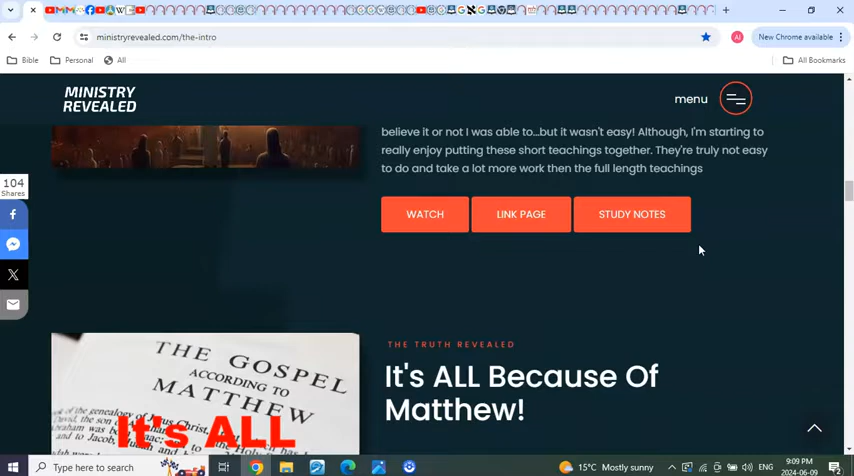 ministryrevealed.com/the-intro
New Chrome available
Bible
Personal
All
All Bookmarks
MINISTRY
REVEALED
menu
believe it or not I was able to...but it wasn't easy! Although, I'm starting to
really enjoy putting these short teachings together. They're truly not easy
to do and take a lot more work then the full length teachings
104
Shares
WATCH
LINK PAGE
STUDY NOTES
THE TRUTH REVEALED
It's ALL Because Of
Matthew!
THE GOSPEL
ACCORDING TO
MATTHEW
It's ALL
Type here to search
15°C Mostly sunny
ENG
9:09 PM
2024-06-09